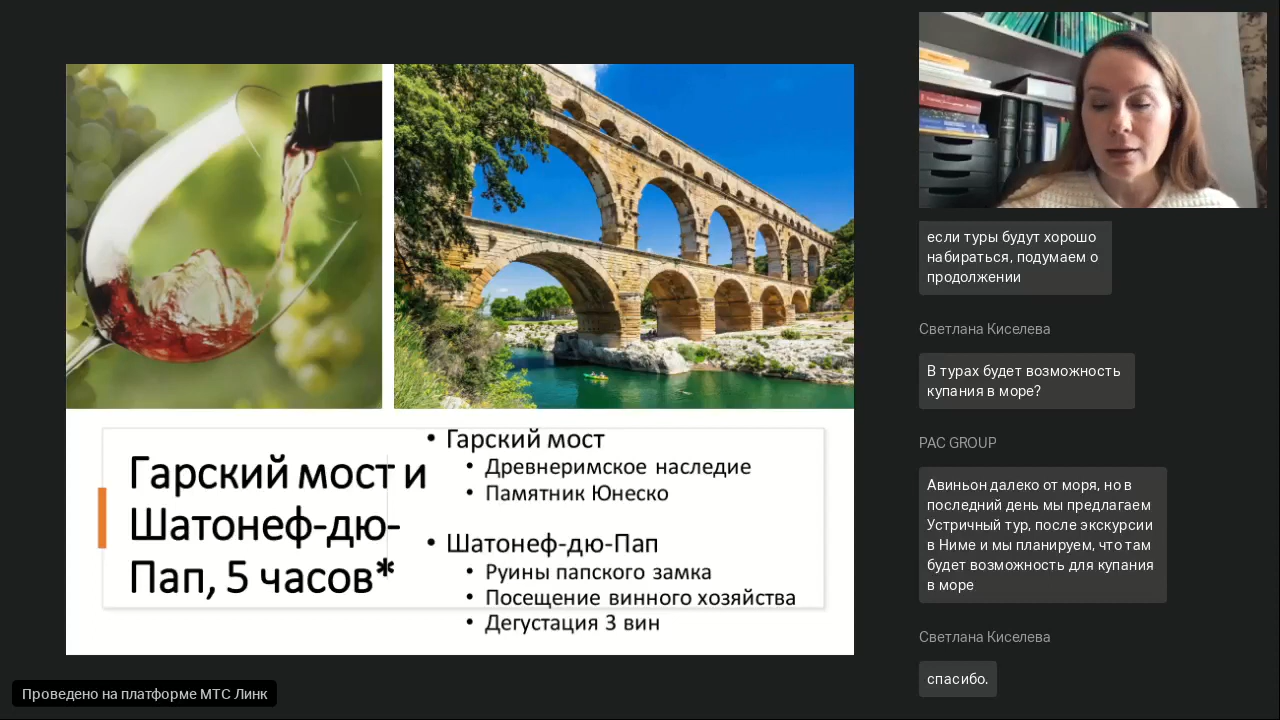 Гарский мост и
Шатонеф-дю-
Пап, 5 часов*
• Гарский мост
• Древнеримское наследие
• Памятник Юнеско
• Шатонеф-дю-Пап
• Руины папского замка
• Посещение винного хозяйства
• Дегустация 3 вин
если туры будут хорошо
набираться, подумаем о
продолжении
Светлана Киселева
В турах будет возможность
купания в море?
PAC GROUP
Авиньон далеко от моря, но в
последний день мы предлагаем
Устричный тур, после экскурсии
в Ниме и мы планируем, что там
будет возможность для купания
в море
Светлана Киселева
спасибо.
Проведено на платформе МТС Линк